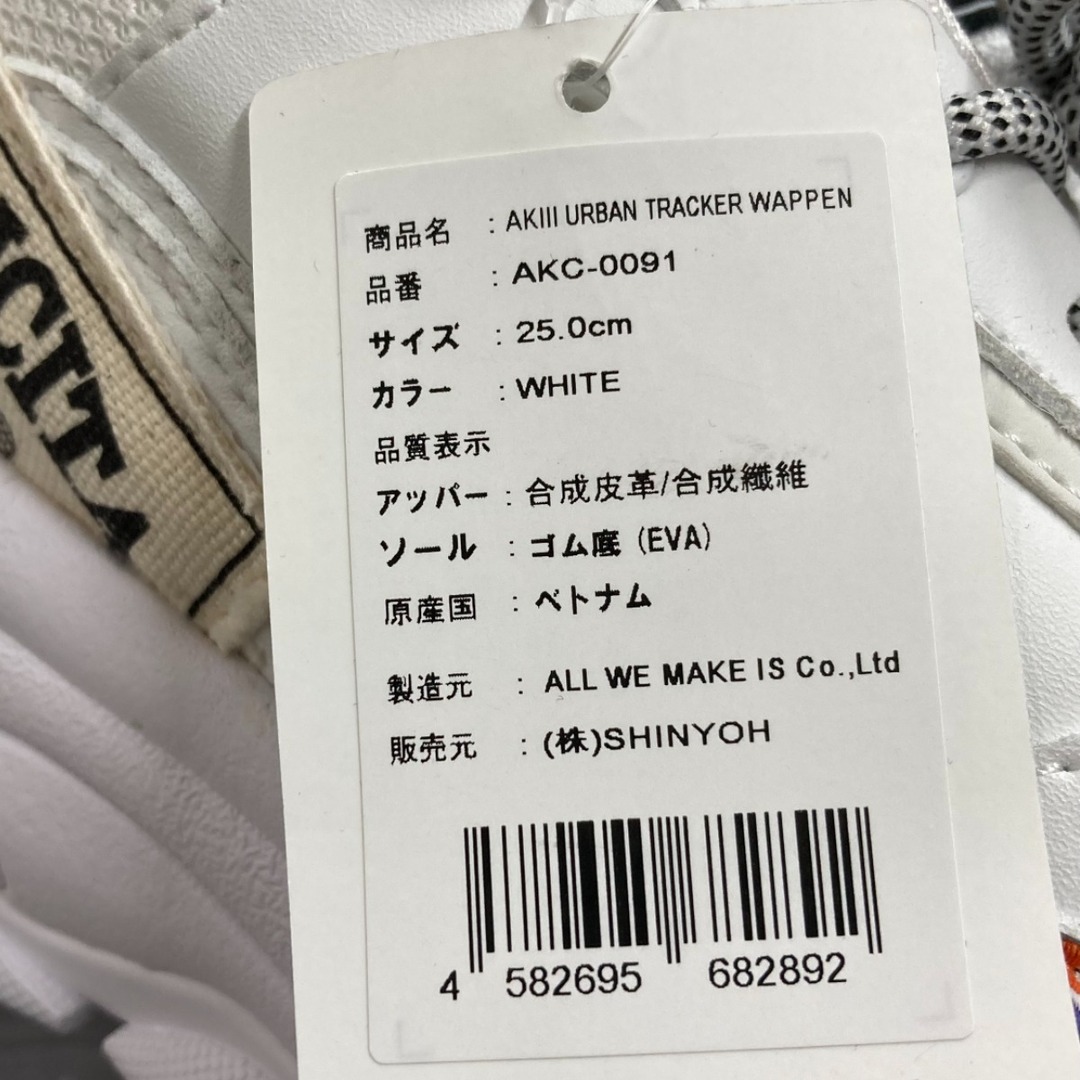 商品名 : AKIII URBAN TRACKER WAPPEN
品番 : AKC-0091
サイズ : 25.0cm
カラー : WHITE
品質表示
アッパー : 合成皮革/合成繊維
ソール : ゴム底 (EVA)
原産国 : ベトナム
製造元 : ALL WE MAKE IS Co.,Ltd
販売元 : (株)SHINYOH
4 582695 682892